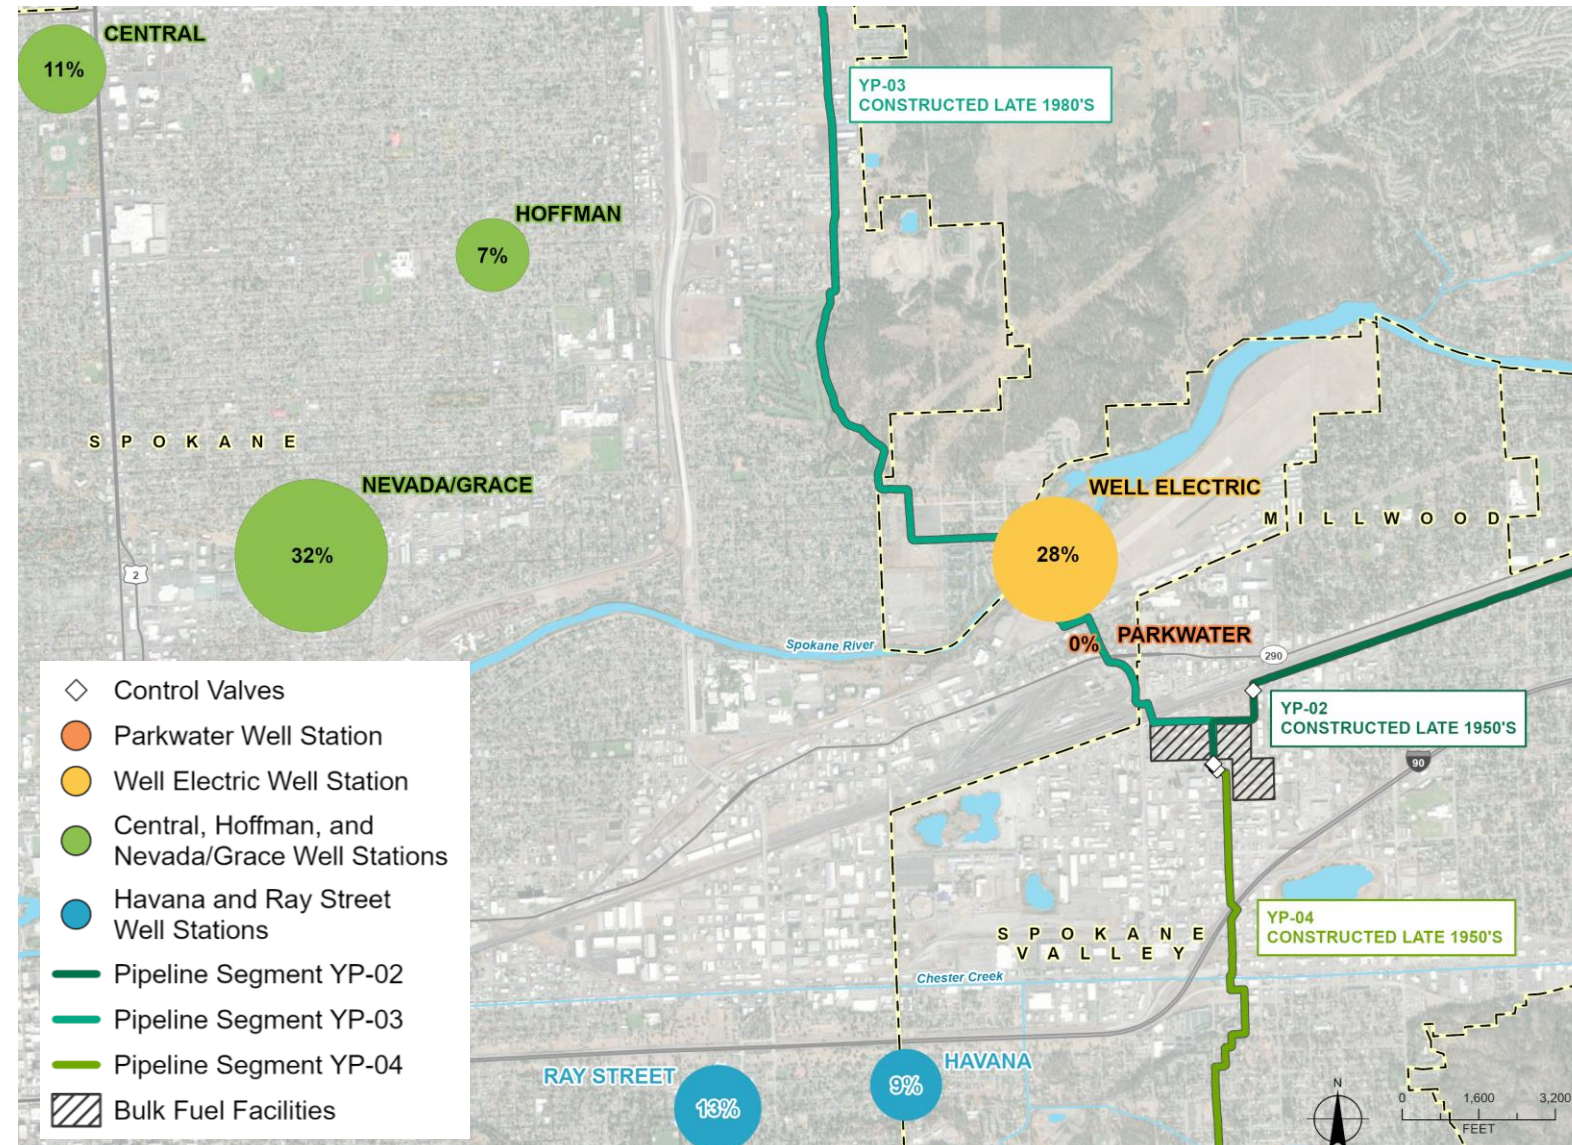 CENTRAL
11%
YP-03
CONSTRUCTED LATE 1980'S
HOFFMAN
7%
SPOKANE
NEVADA/GRACE
32%
WELL ELECTRIC
28%
MILLWOOD
2
Spokane River
0%
PARKWATER
290
YP-02
CONSTRUCTED LATE 1950'S
90
YP-04
CONSTRUCTED LATE 1950'S
SPOKANE
VALLEY
Chester Creek
RAY STREET
13%
HAVANA
9%
Control Valves
Parkwater Well Station
Well Electric Well Station
Central, Hoffman, and
Nevada/Grace Well Stations
Havana and Ray Street
Well Stations
Pipeline Segment YP-02
Pipeline Segment YP-03
Pipeline Segment YP-04
Bulk Fuel Facilities
N
0 1,600 3,200
FEET